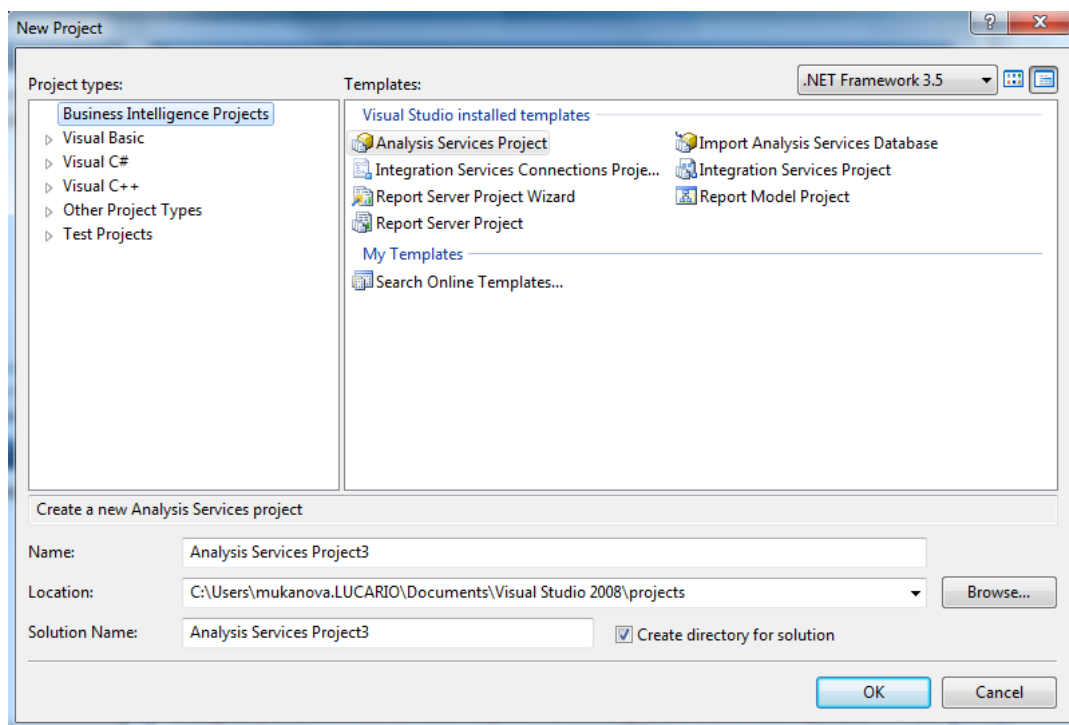 New Project
Project types:
Templates:
.NET Framework 3.5
Business Intelligence Projects
Visual Basic
Visual C#
Visual C++
Other Project Types
Test Projects
Visual Studio installed templates
Analysis Services Project
Import Analysis Services Database
Integration Services Connections Proje...
Integration Services Project
Report Server Project Wizard
Report Model Project
Report Server Project
My Templates
Search Online Templates...
Create a new Analysis Services project
Name:
Analysis Services Project3
Location:
C:\Users\mukanova.LUCARIO\Documents\Visual Studio 2008\projects
Browse...
Solution Name:
Analysis Services Project3
Create directory for solution
OK
Cancel